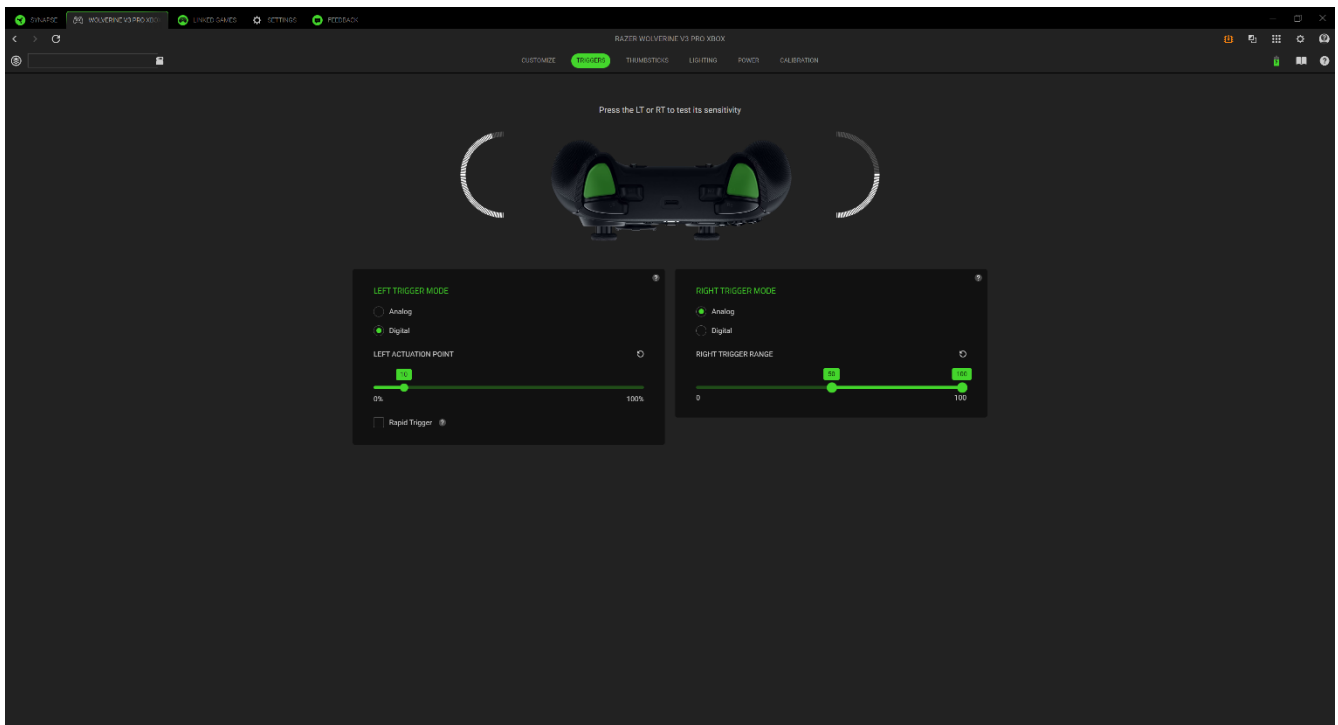 SYNAPSE WOLVERINE V3 PRO XBOX LINKED GAMES SETTINGS FEEDBACK
RAZER WOLVERINE V3 PRO XBOX
CUSTOMIZE TRIGGERS THUMBSTICKS LIGHTING POWER CALIBRATION
Press the LT or RT to test its sensitivity
LEFT TRIGGER MODE
Analog
Digital
LEFT ACTUATION POINT
10
0% 100%
Rapid Trigger
RIGHT TRIGGER MODE
Analog
Digital
RIGHT TRIGGER RANGE
50 100
0 100